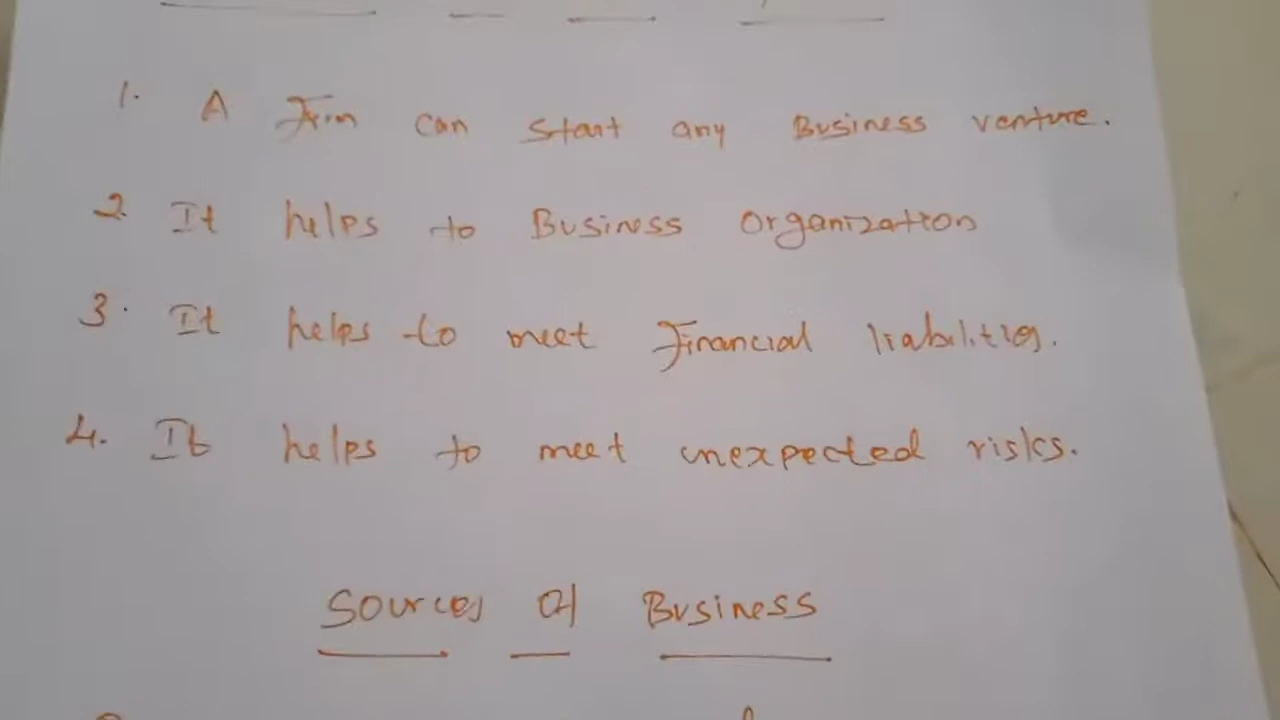 1. A Firm can start any Business venture.
2. It helps to Business Organization
3. It helps to meet Financial liabilities.
4. It helps to meet unexpected risks.
Sources of Business